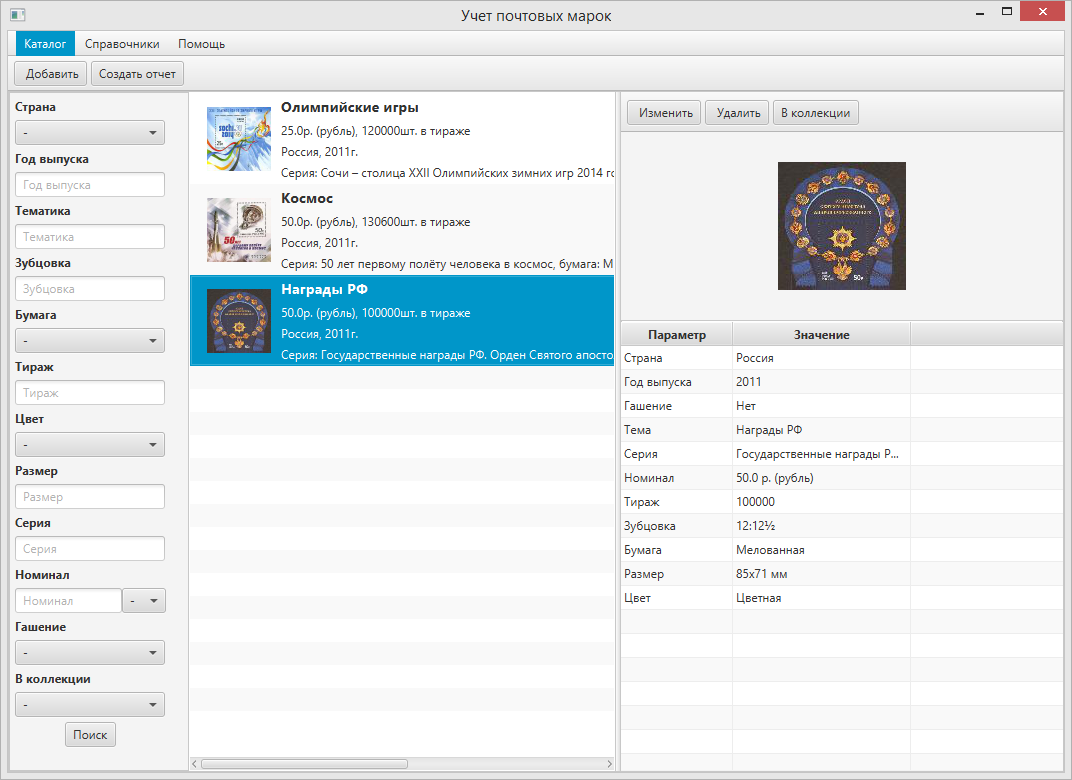 Учет почтовых марок
Каталог Справочники Помощь
Добавить Создать отчет
Страна
-
Год выпуска
Год выпуска
Тематика
Тематика
Зубцовка
Зубцовка
Бумага
-
Тираж
Тираж
Цвет
-
Размер
Размер
Серия
Серия
Номинал
Номинал -
Гашение
-
В коллекции
-
Поиск
Олимпийские игры
25.0р. (рубль), 120000шт. в тираже
Россия, 2011г.
Серия: Сочи – столица XXII Олимпийских зимних игр 2014 го
Космос
50.0р. (рубль), 130600шт. в тираже
Россия, 2011г.
Серия: 50 лет первому полёту человека в космос, бумага: М
Награды РФ
50.0р. (рубль), 100000шт. в тираже
Россия, 2011г.
Серия: Государственные награды РФ. Орден Святого апосто
Изменить Удалить В коллекции
50р
Параметр Значение
Страна Россия
Год выпуска 2011
Гашение Нет
Тема Награды РФ
Серия Государственные награды Р...
Номинал 50.0 р. (рубль)
Тираж 100000
Зубцовка 12:12½
Бумага Мелованная
Размер 85x71 мм
Цвет Цветная